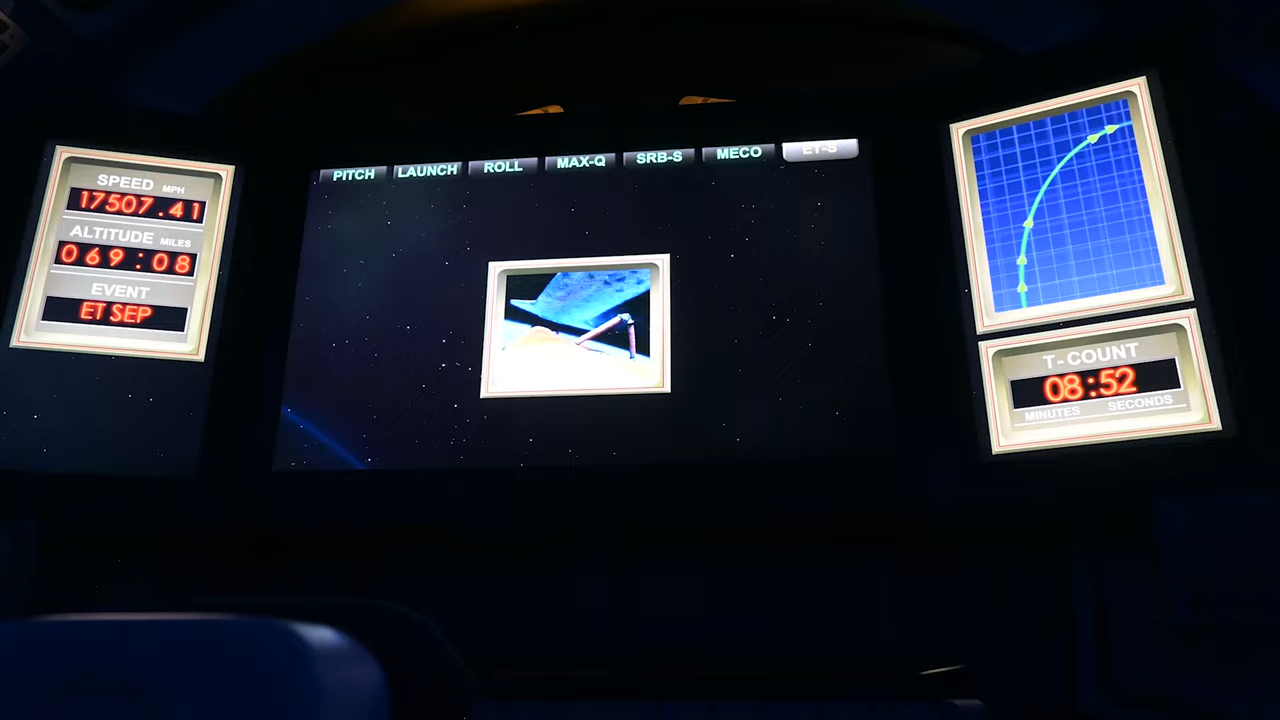 PITCH LAUNCH ROLL MAX-Q SRB-S MECO ET-S
SPEED MPH
17507.41
ALTITUDE MILES
069:08
EVENT
ET SEP
T-COUNT
08:52
MINUTES SECONDS